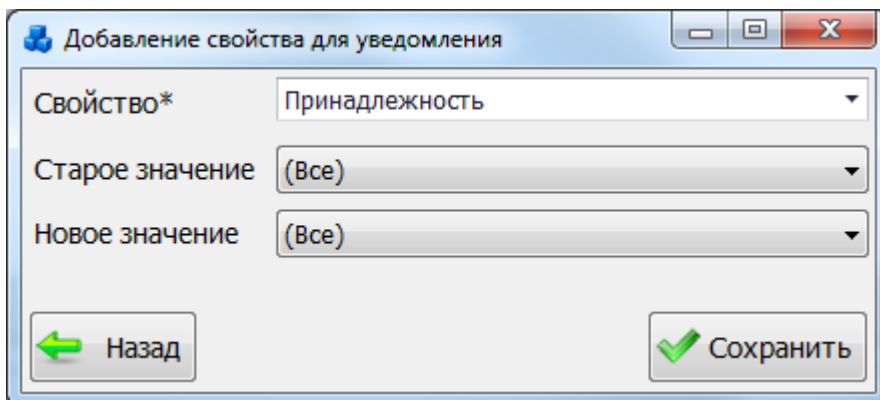 Добавление свойства для уведомления
Свойство* Принадлежность
Старое значение (Все)
Новое значение (Все)
Назад Сохранить